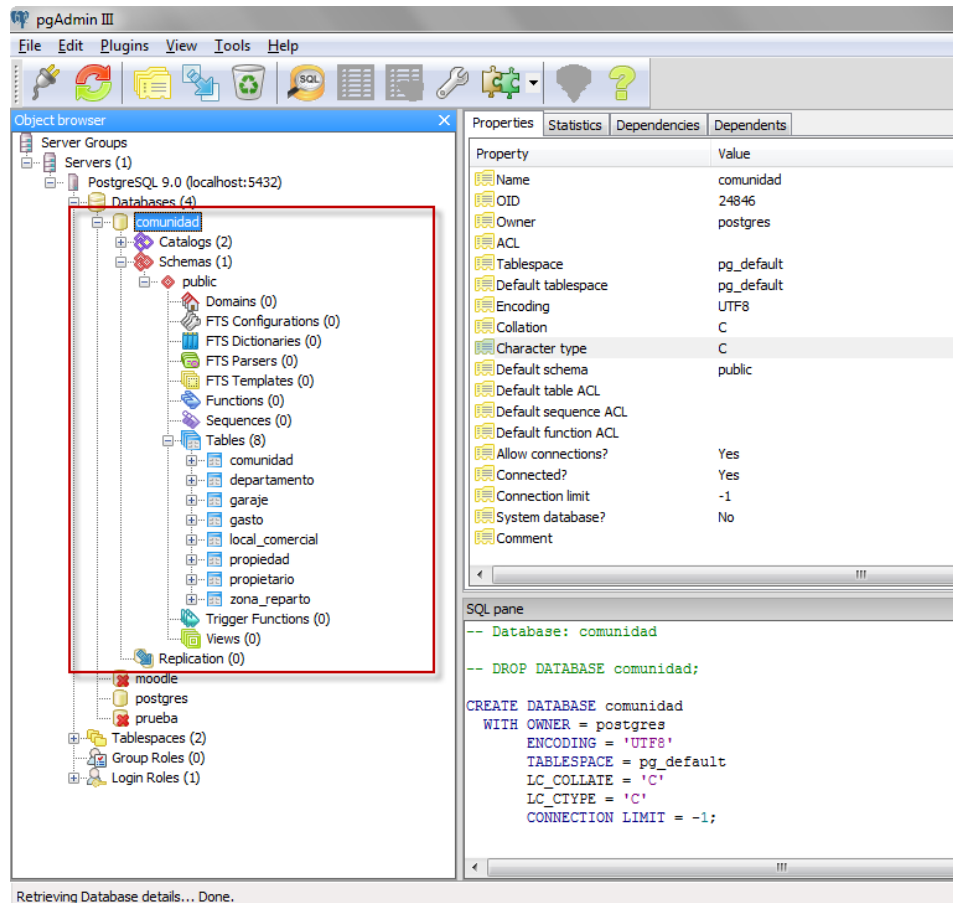 pgAdmin III
File Edit Plugins View Tools Help
SQL
Object browser
Server Groups
Servers (1)
PostgreSQL 9.0 (localhost:5432)
Databases (4)
comunidad
Catalogs (2)
Schemas (1)
public
Domains (0)
FTS Configurations (0)
FTS Dictionaries (0)
FTS Parsers (0)
FTS Templates (0)
Functions (0)
Sequences (0)
Tables (8)
comunidad
departamento
garaje
gasto
local_comercial
propiedad
propietario
zona_reparto
Trigger Functions (0)
Views (0)
Replication (0)
moodle
postgres
prueba
Tablespaces (2)
Group Roles (0)
Login Roles (1)
Properties Statistics Dependencies Dependents
Property Value
Name comunidad
OID 24846
Owner postgres
ACL
Tablespace pg_default
Default tablespace pg_default
Encoding UTF8
Collation C
Character type C
Default schema public
Default table ACL
Default sequence ACL
Default function ACL
Allow connections? Yes
Connected? Yes
Connection limit -1
System database? No
Comment
SQL pane
-- Database: comunidad
-- DROP DATABASE comunidad;
CREATE DATABASE comunidad
WITH OWNER = postgres
ENCODING = 'UTF8'
TABLESPACE = pg_default
LC_COLLATE = 'C'
LC_CTYPE = 'C'
CONNECTION LIMIT = -1;
Retrieving Database details... Done.